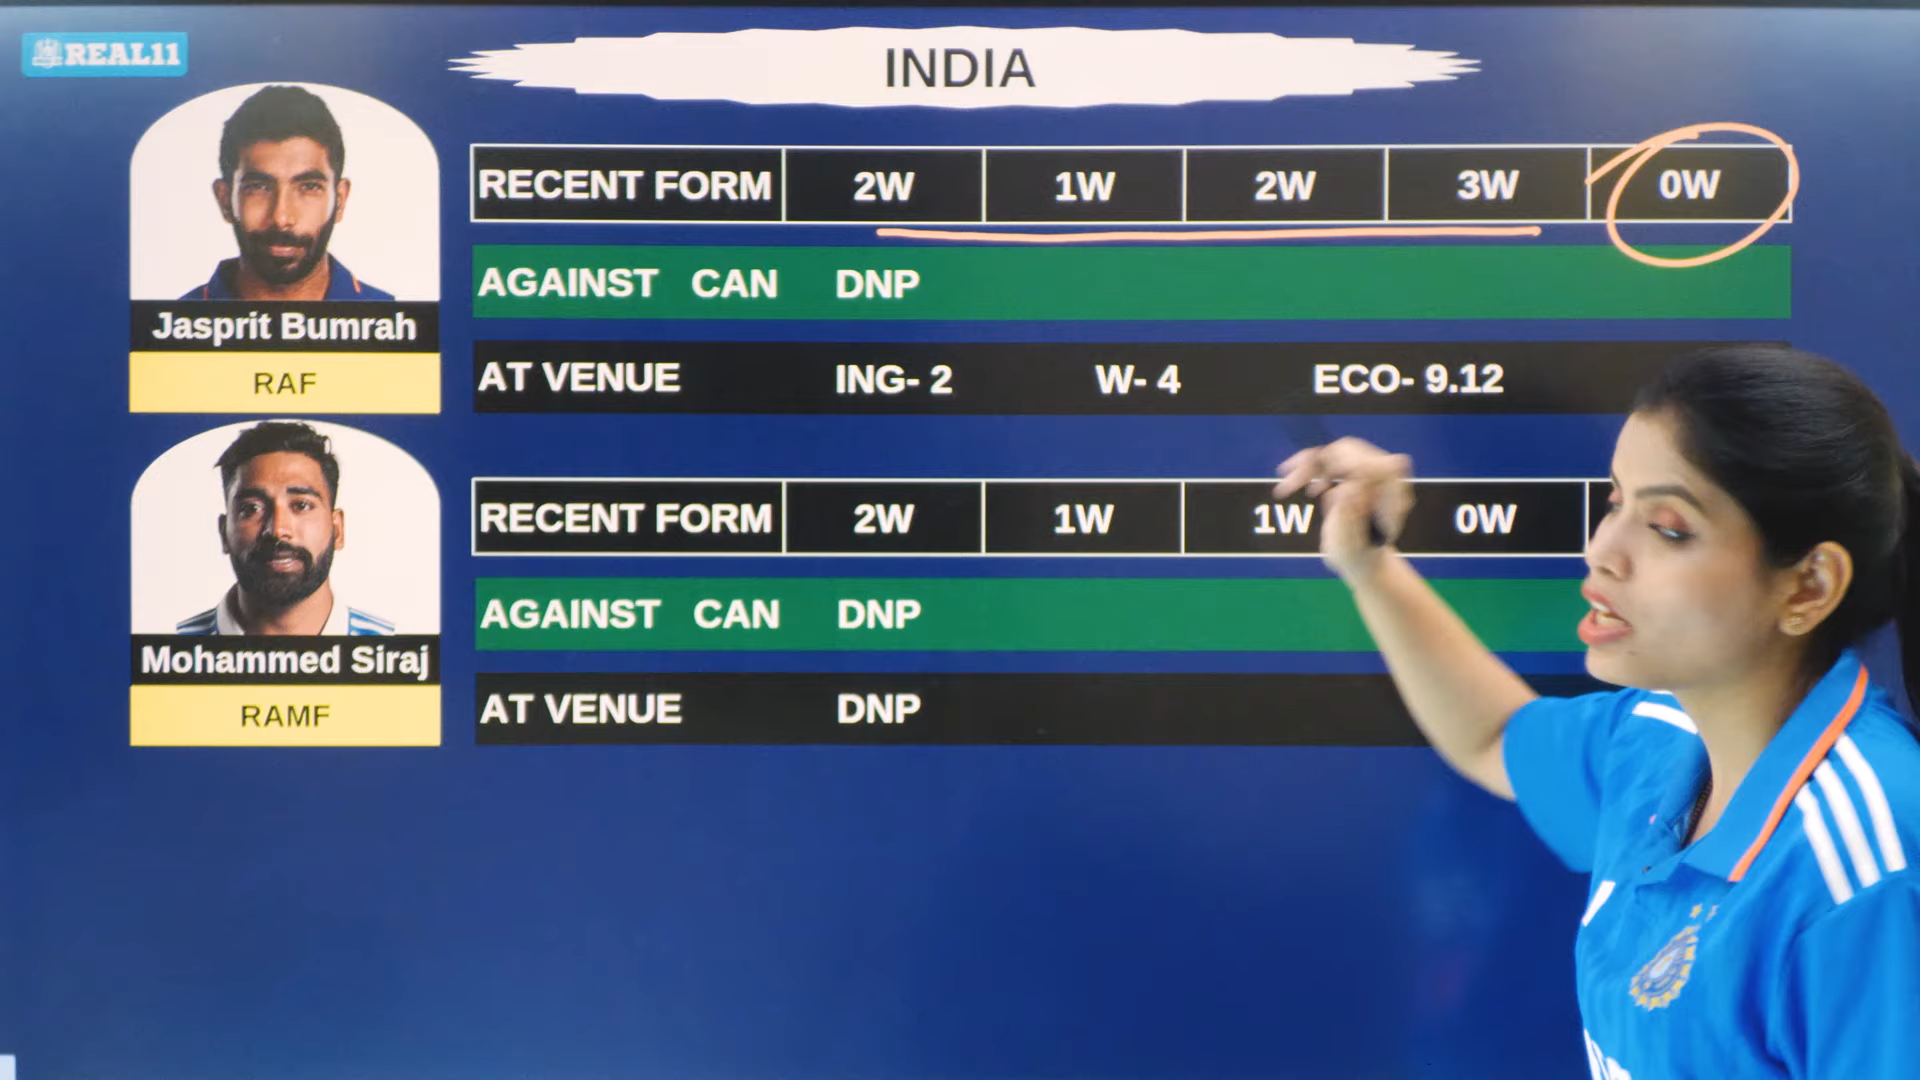 REAL11
INDIA
RECENT FORM 2W 1W 2W 3W 0W
AGAINST CAN DNP
Jasprit Bumrah
RAF
AT VENUE ING- 2 W- 4 ECO- 9.12
RECENT FORM 2W 1W 1W 0W
AGAINST CAN DNP
Mohammed Siraj
RAMF
AT VENUE DNP